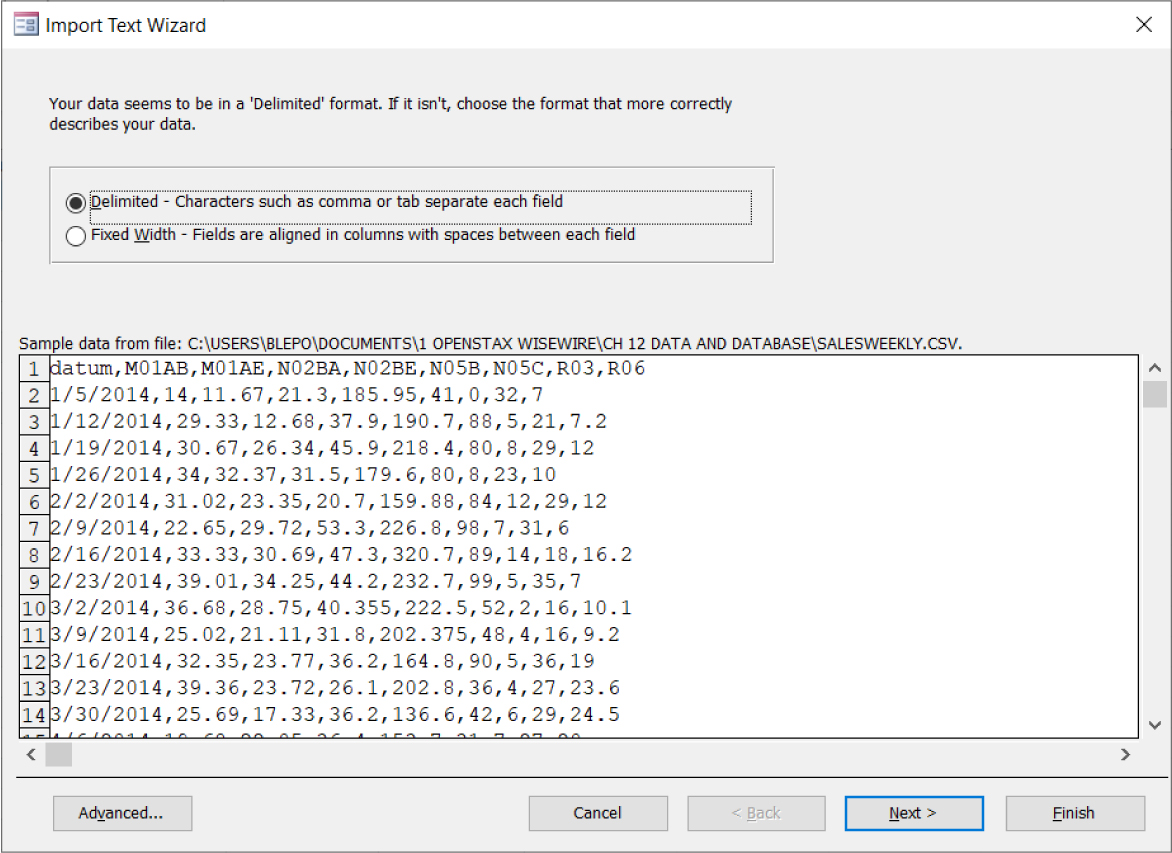 Import Text Wizard
Your data seems to be in a 'Delimited' format. If it isn't, choose the format that more correctly
describes your data.
Delimited - Characters such as comma or tab separate each field
Fixed Width - Fields are aligned in columns with spaces between each field
Sample data from file: C:\USERS\BLEPO\DOCUMENTS\1 OPENSTAX WISEWIRE\CH 12 DATA AND DATABASE\SALESWEEKLY.CSV.
1 datum,M01AB,M01AE,N02BA,N02BE,N05B,N05C,R03,R06
2 1/5/2014,14,11.67,21.3,185.95,41,0,32,7
3 1/12/2014,29.33,12.68,37.9,190.7,88,5,21,7.2
4 1/19/2014,30.67,26.34,45.9,218.4,80,8,29,12
5 1/26/2014,34,32.37,31.5,179.6,80,8,23,10
6 2/2/2014,31.02,23.35,20.7,159.88,84,12,29,12
7 2/9/2014,22.65,29.72,53.3,226.8,98,7,31,6
8 2/16/2014,33.33,30.69,47.3,320.7,89,14,18,16.2
9 2/23/2014,39.01,34.25,44.2,232.7,99,5,35,7
10 3/2/2014,36.68,28.75,40.355,222.5,52,2,16,10.1
11 3/9/2014,25.02,21.11,31.8,202.375,48,4,16,9.2
12 3/16/2014,32.35,23.77,36.2,164.8,90,5,36,19
13 3/23/2014,39.36,23.72,26.1,202.8,36,4,27,23.6
14 3/30/2014,25.69,17.33,36.2,136.6,42,6,29,24.5
Advanced... Cancel < Back Next > Finish